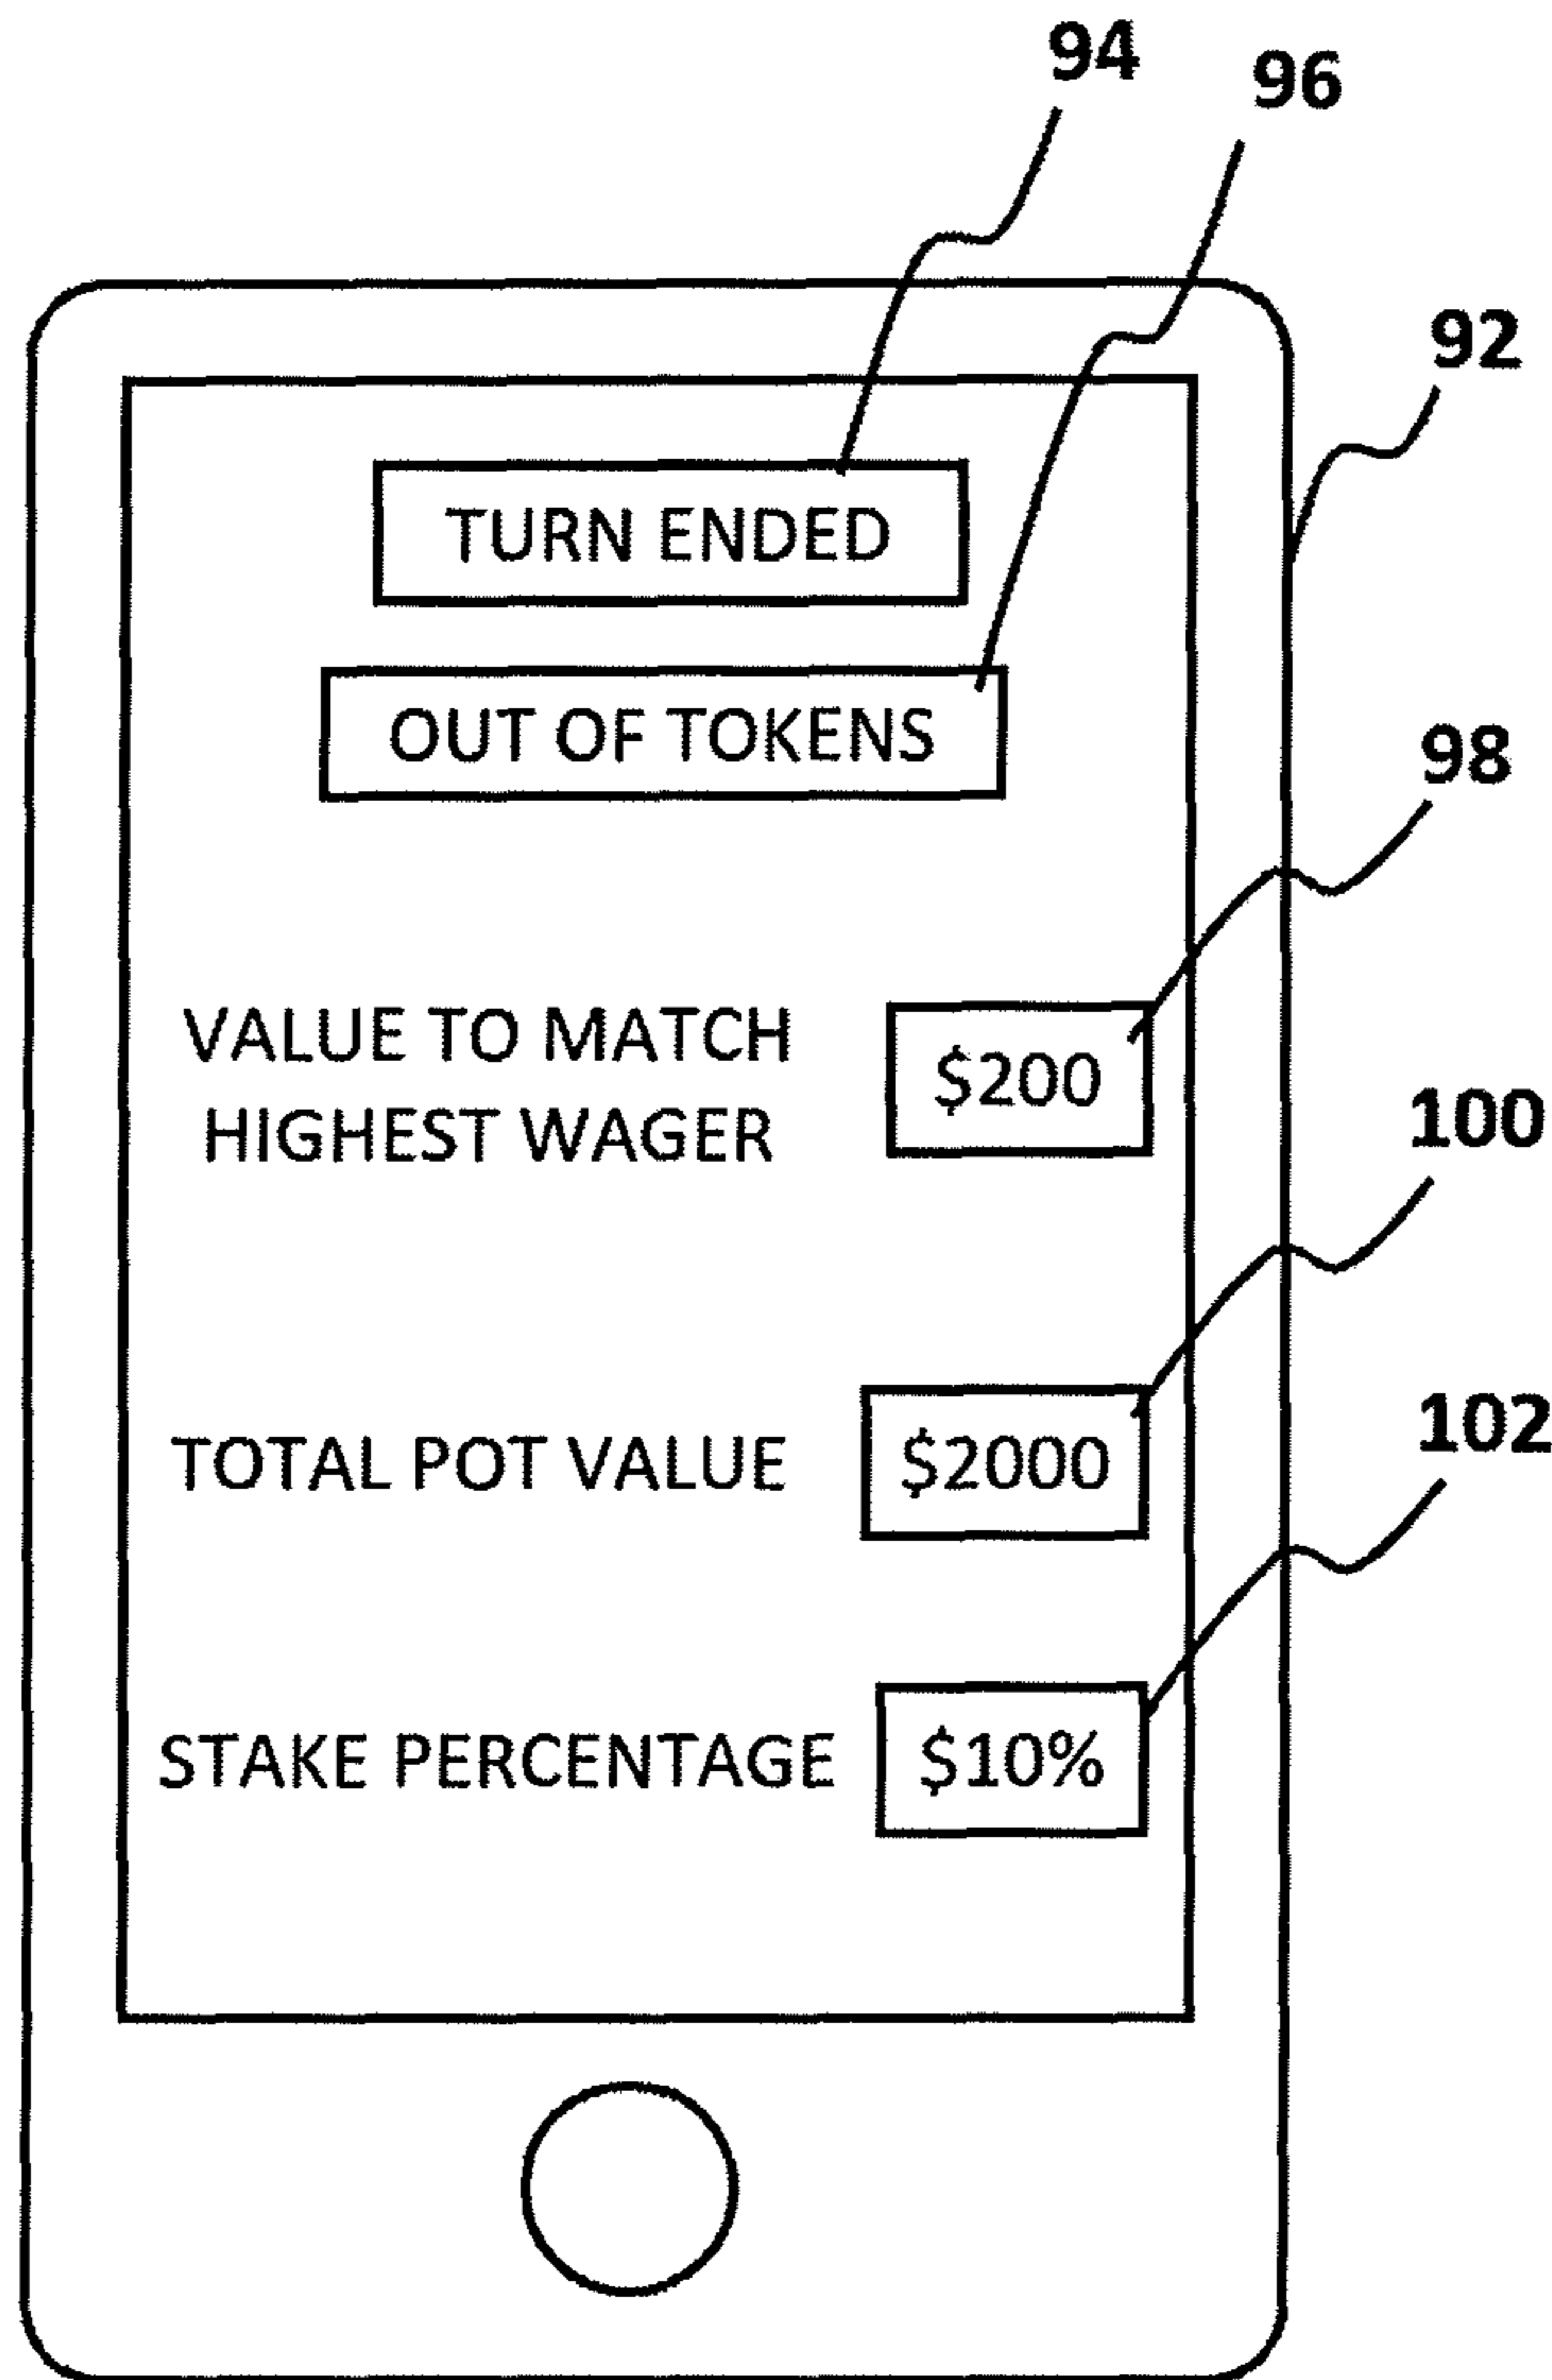 94
96
92
TURN ENDED
OUT OF TOKENS
98
VALUE TO MATCH
HIGHEST WAGER
$200
100
TOTAL POT VALUE $2000
102
STAKE PERCENTAGE $10%